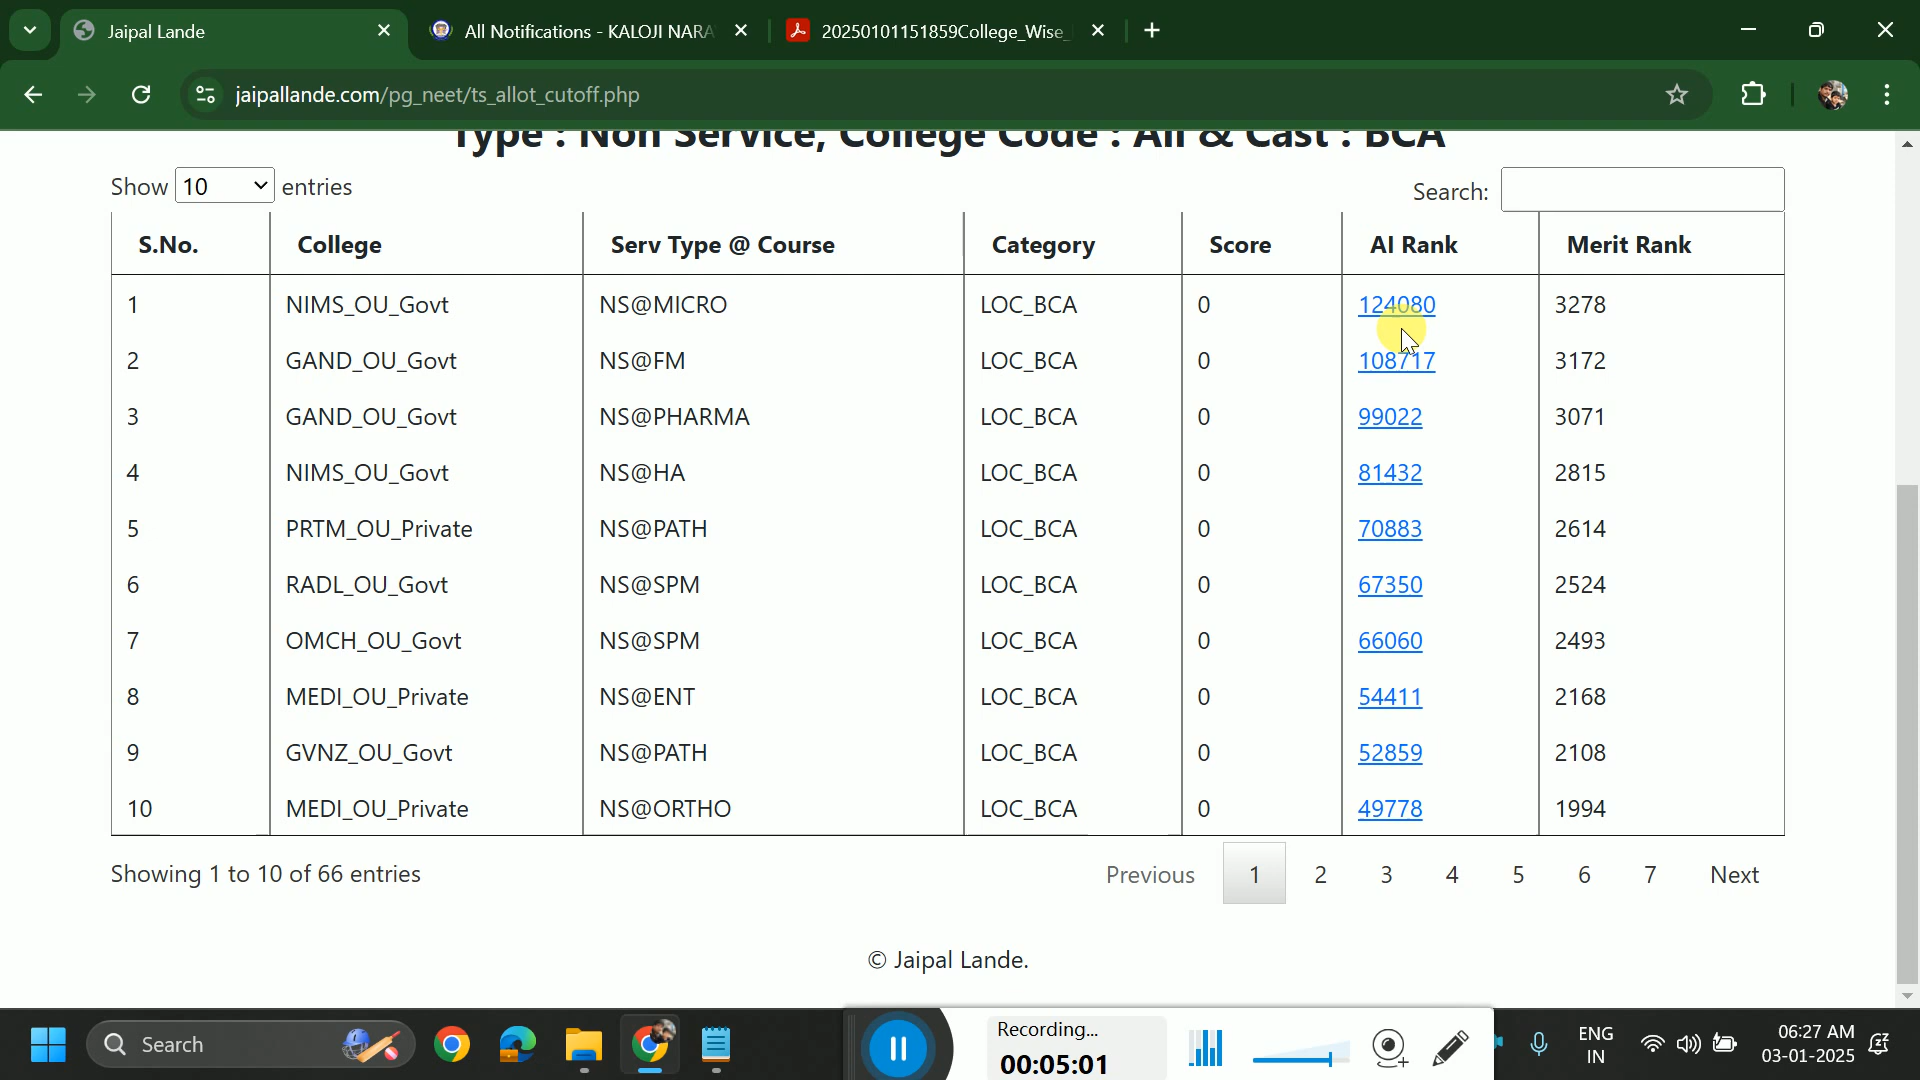 Jaipal Lande
All Notifications - KALOJI NARA
20250101151859College_Wise_
jaipallande.com/pg_neet/ts_allot_cutoff.php
Type : Non Service, College Code : All & Cast : BCA
Show 10 entries
Search:
S.No. College Serv Type @ Course Category Score AI Rank Merit Rank
1 NIMS_OU_Govt NS@MICRO LOC_BCA 0 124080 3278
2 GAND_OU_Govt NS@FM LOC_BCA 0 108717 3172
3 GAND_OU_Govt NS@PHARMA LOC_BCA 0 99022 3071
4 NIMS_OU_Govt NS@HA LOC_BCA 0 81432 2815
5 PRTM_OU_Private NS@PATH LOC_BCA 0 70883 2614
6 RADL_OU_Govt NS@SPM LOC_BCA 0 67350 2524
7 OMCH_OU_Govt NS@SPM LOC_BCA 0 66060 2493
8 MEDI_OU_Private NS@ENT LOC_BCA 0 54411 2168
9 GVNZ_OU_Govt NS@PATH LOC_BCA 0 52859 2108
10 MEDI_OU_Private NS@ORTHO LOC_BCA 0 49778 1994
Showing 1 to 10 of 66 entries
Previous 1 2 3 4 5 6 7 Next
© Jaipal Lande.
Search
Recording...
00:05:01
ENG
IN
06:27 AM
03-01-2025